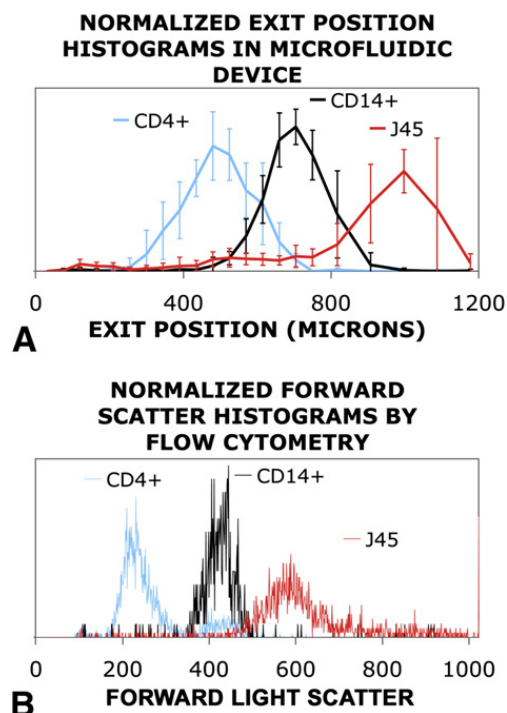 NORMALIZED EXIT POSITION
HISTOGRAMS IN MICROFLUIDIC
DEVICE
CD4+
CD14+
J45
0
400
800
1200
EXIT POSITION (MICRONS)
A
NORMALIZED FORWARD
SCATTER HISTOGRAMS BY
FLOW CYTOMETRY
CD4+
CD14+
J45
0
200
400
600
800
1000
FORWARD LIGHT SCATTER
B